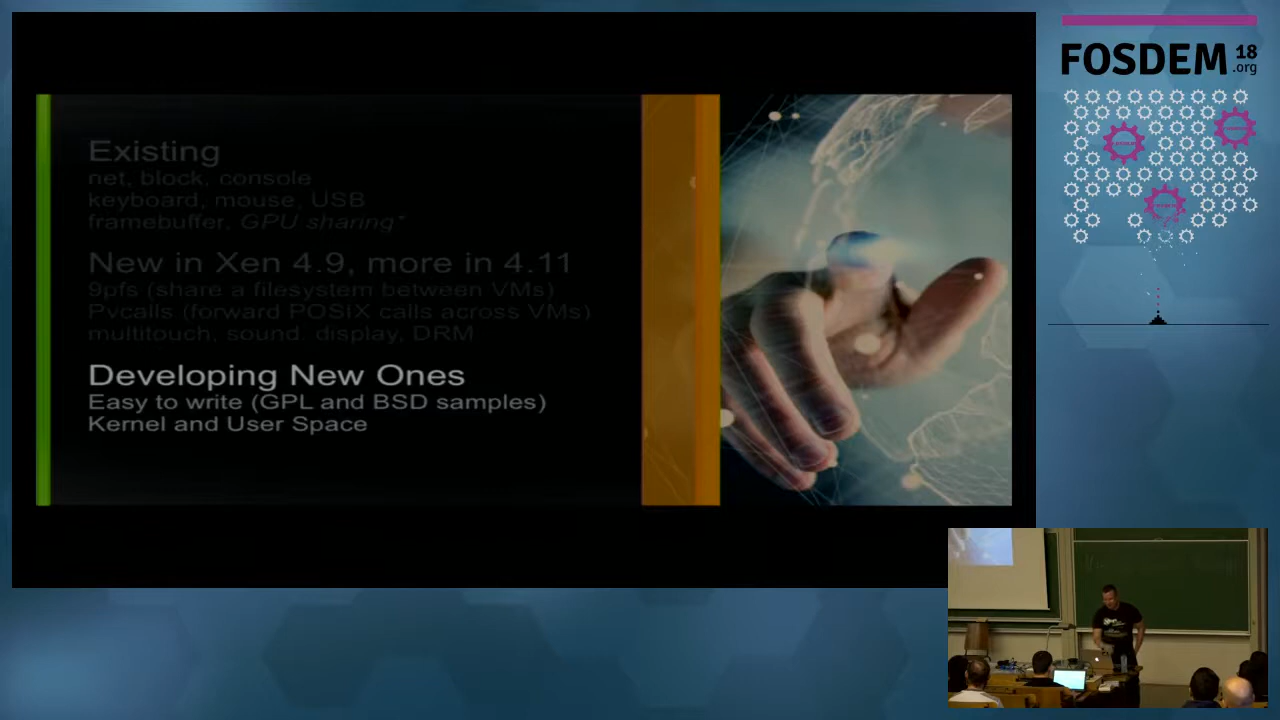 Existing
net, block, console
keyboard, mouse, USB
framebuffer, GPU sharing*
New in Xen 4.9, more in 4.11
9pfs (share a filesystem between VMs)
Pvcalls (forward POSIX calls across VMs)
multitouch, sound, display, DRM
Developing New Ones
Easy to write (GPL and BSD samples)
Kernel and User Space
FOSDEM 18
.org